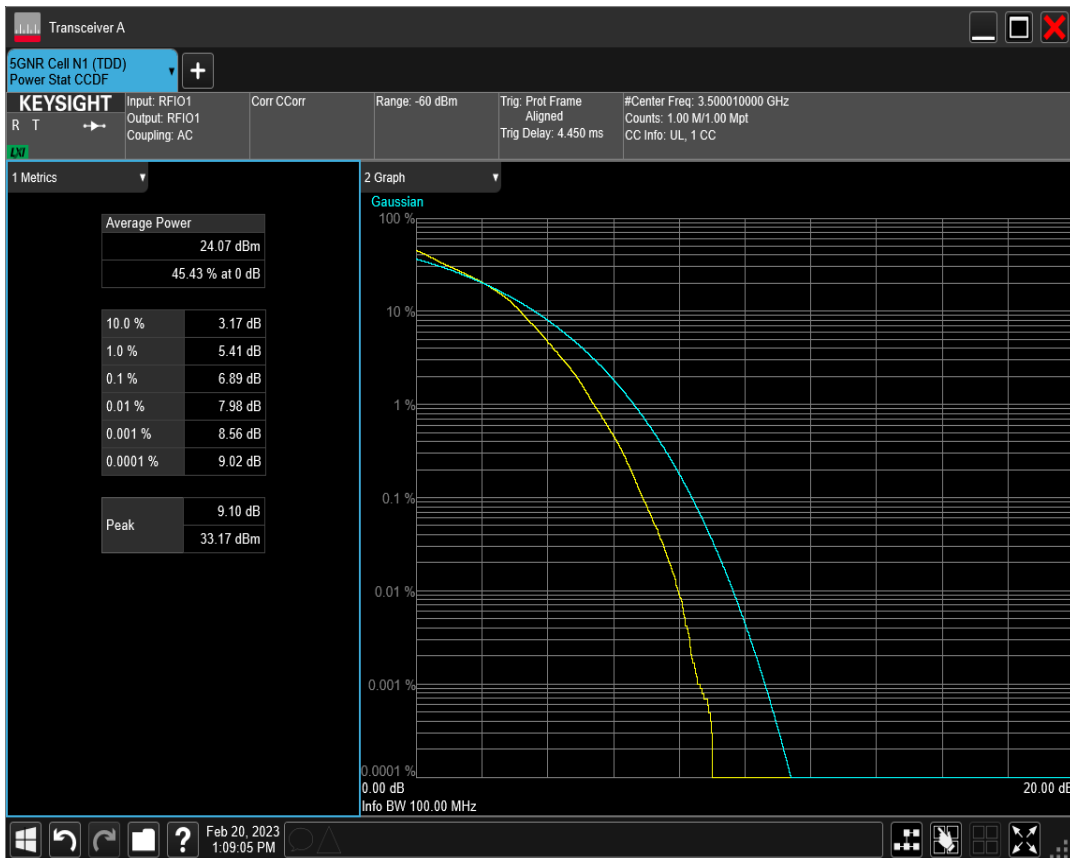 Transceiver A
5GNR Cell N1 (TDD)
Power Stat CCDF
KEYSIGHT
R T
LXI
Input: RFIO1
Output: RFIO1
Coupling: AC
Corr CCorr
Range: -60 dBm
Trig: Prot Frame
Aligned
Trig Delay: 4.450 ms
#Center Freq: 3.500010000 GHz
Counts: 1.00 M/1.00 Mpt
CC Info: UL, 1 CC
1 Metrics
Average Power
24.07 dBm
45.43 % at 0 dB
10.0 % 3.17 dB
1.0 % 5.41 dB
0.1 % 6.89 dB
0.01 % 7.98 dB
0.001 % 8.56 dB
0.0001 % 9.02 dB
Peak
9.10 dB
33.17 dBm
2 Graph
Gaussian
100 %
10 %
1 %
0.1 %
0.01 %
0.001 %
0.0001 %
0.00 dB 20.00 dB
Info BW 100.00 MHz
?
Feb 20, 2023
1:09:05 PM